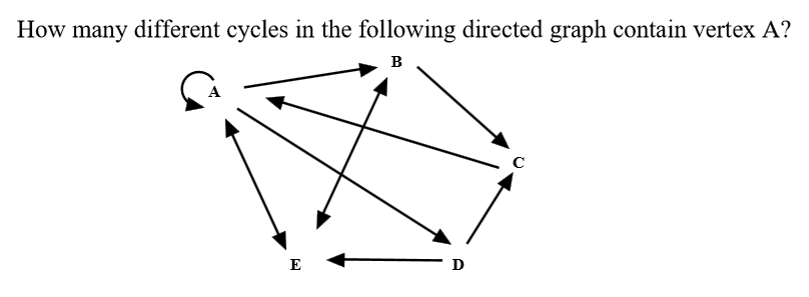 How many different cycles in the following directed graph contain vertex A?
B
A
C
E
D